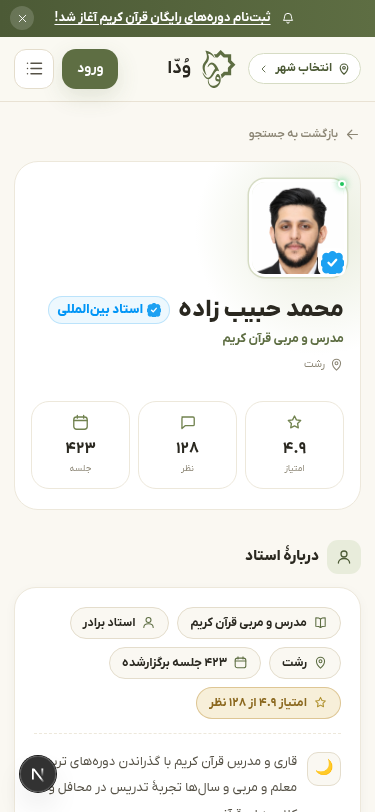 ثبت‌نام دوره‌های رایگان قرآن کریم آغاز شد!
انتخاب شهر
وُدّا
ورود
بازگشت به جستجو
محمد حبیب زاده
استاد بین‌المللی
مدرس و مربی قرآن کریم
رشت
۴.۹
امتیاز
۱۲۸
نظر
۴۲۳
جلسه
دربارهٔ استاد
مدرس و مربی قرآن کریم
استاد برادر
رشت
۴۲۳ جلسه برگزارشده
امتیاز ۴.۹ از ۱۲۸ نظر
قاری و مدرس قرآن کریم با گذراندن دوره‌های
معلم و مربی و سال‌ها تجربهٔ تدریس در محافل و
N